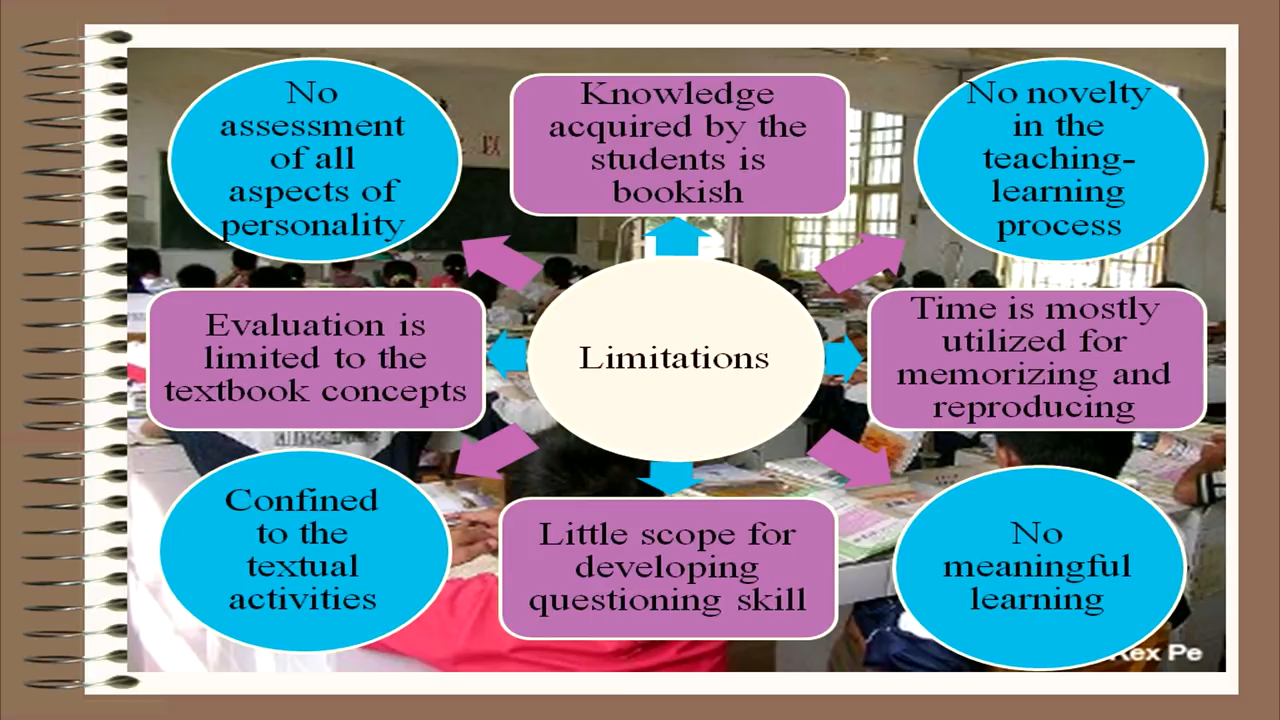 No
assessment
of all
aspects of
personality
Knowledge
acquired by the
students is
bookish
No novelty
in the
teaching-
learning
process
Evaluation is
limited to the
textbook concepts
Limitations
Time is mostly
utilized for
memorizing and
reproducing
Confined
to the
textual
activities
Little scope for
developing
questioning skill
No
meaningful
learning
Pe